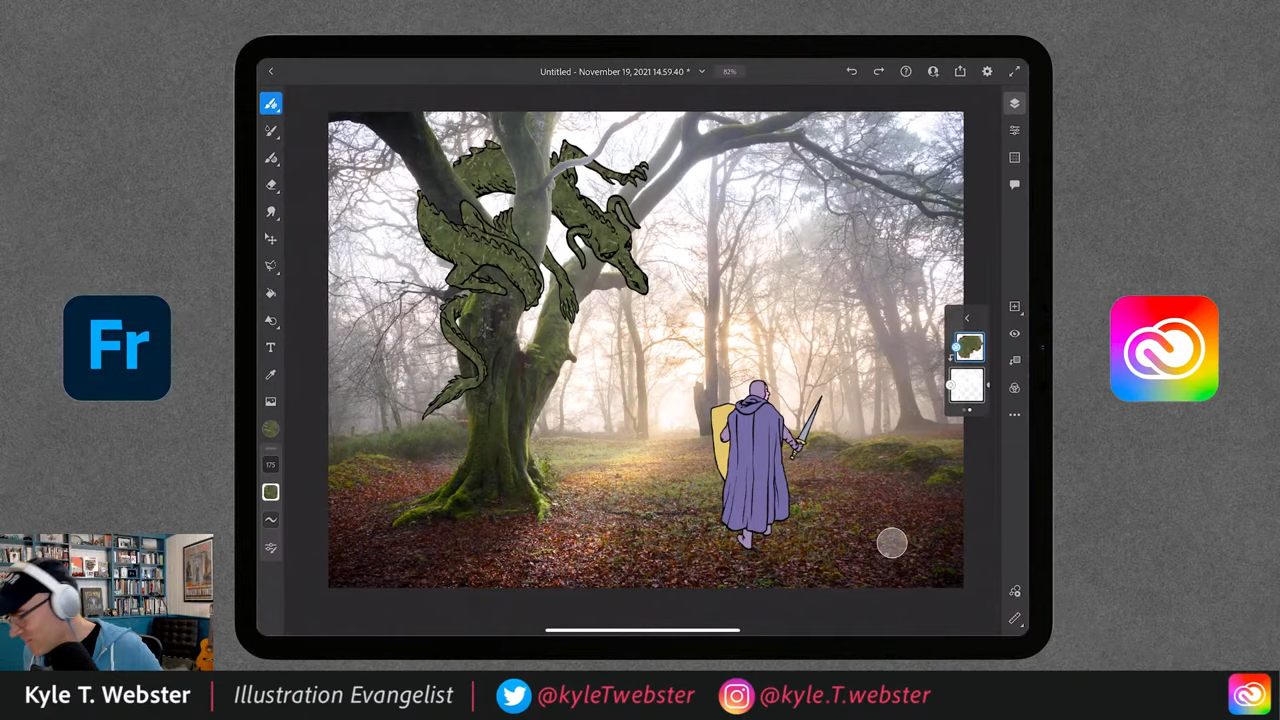 Untitled - November 19, 2021 14.59.40 *
82%
T
175
Fr
Kyle T. Webster | Illustration Evangelist | @kyleTwebster @kyle.T.webster